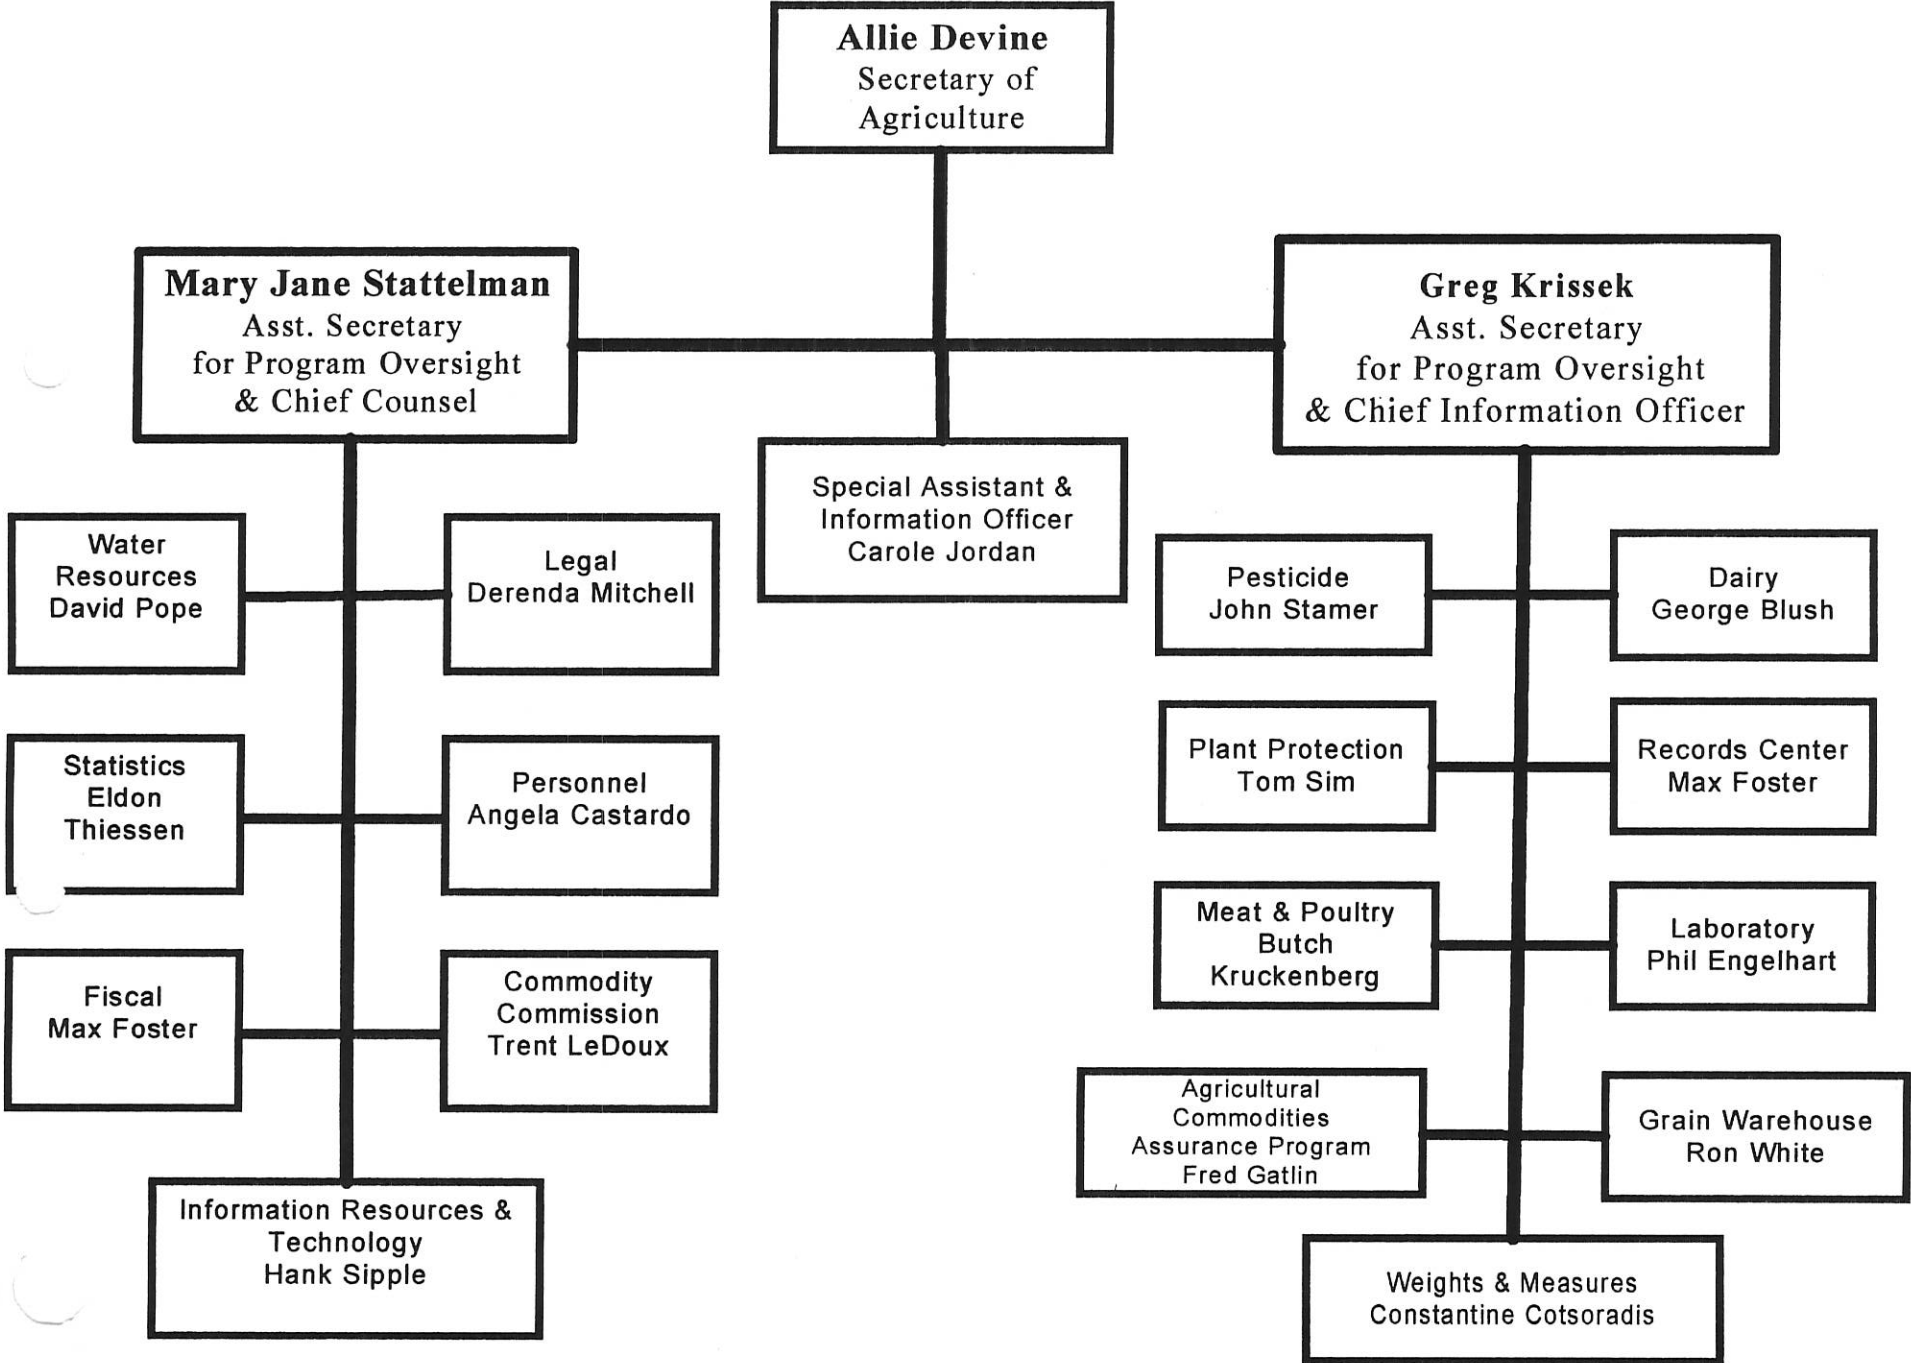 Allie Devine
Secretary of
Agriculture
Mary Jane Stattelman
Asst. Secretary
for Program Oversight
& Chief Counsel
Greg Krissek
Asst. Secretary
for Program Oversight
& Chief Information Officer
Special Assistant &
Information Officer
Carole Jordan
Water
Resources
David Pope
Legal
Derenda Mitchell
Statistics
Eldon
Thiessen
Personnel
Angela Castardo
Fiscal
Max Foster
Commodity
Commission
Trent LeDoux
Information Resources &
Technology
Hank Sipple
Pesticide
John Stamer
Dairy
George Blush
Plant Protection
Tom Sim
Records Center
Max Foster
Meat & Poultry
Butch
Kruckenberg
Laboratory
Phil Engelhart
Agricultural
Commodities
Assurance Program
Fred Gatlin
Grain Warehouse
Ron White
Weights & Measures
Constantine Cotsoradis